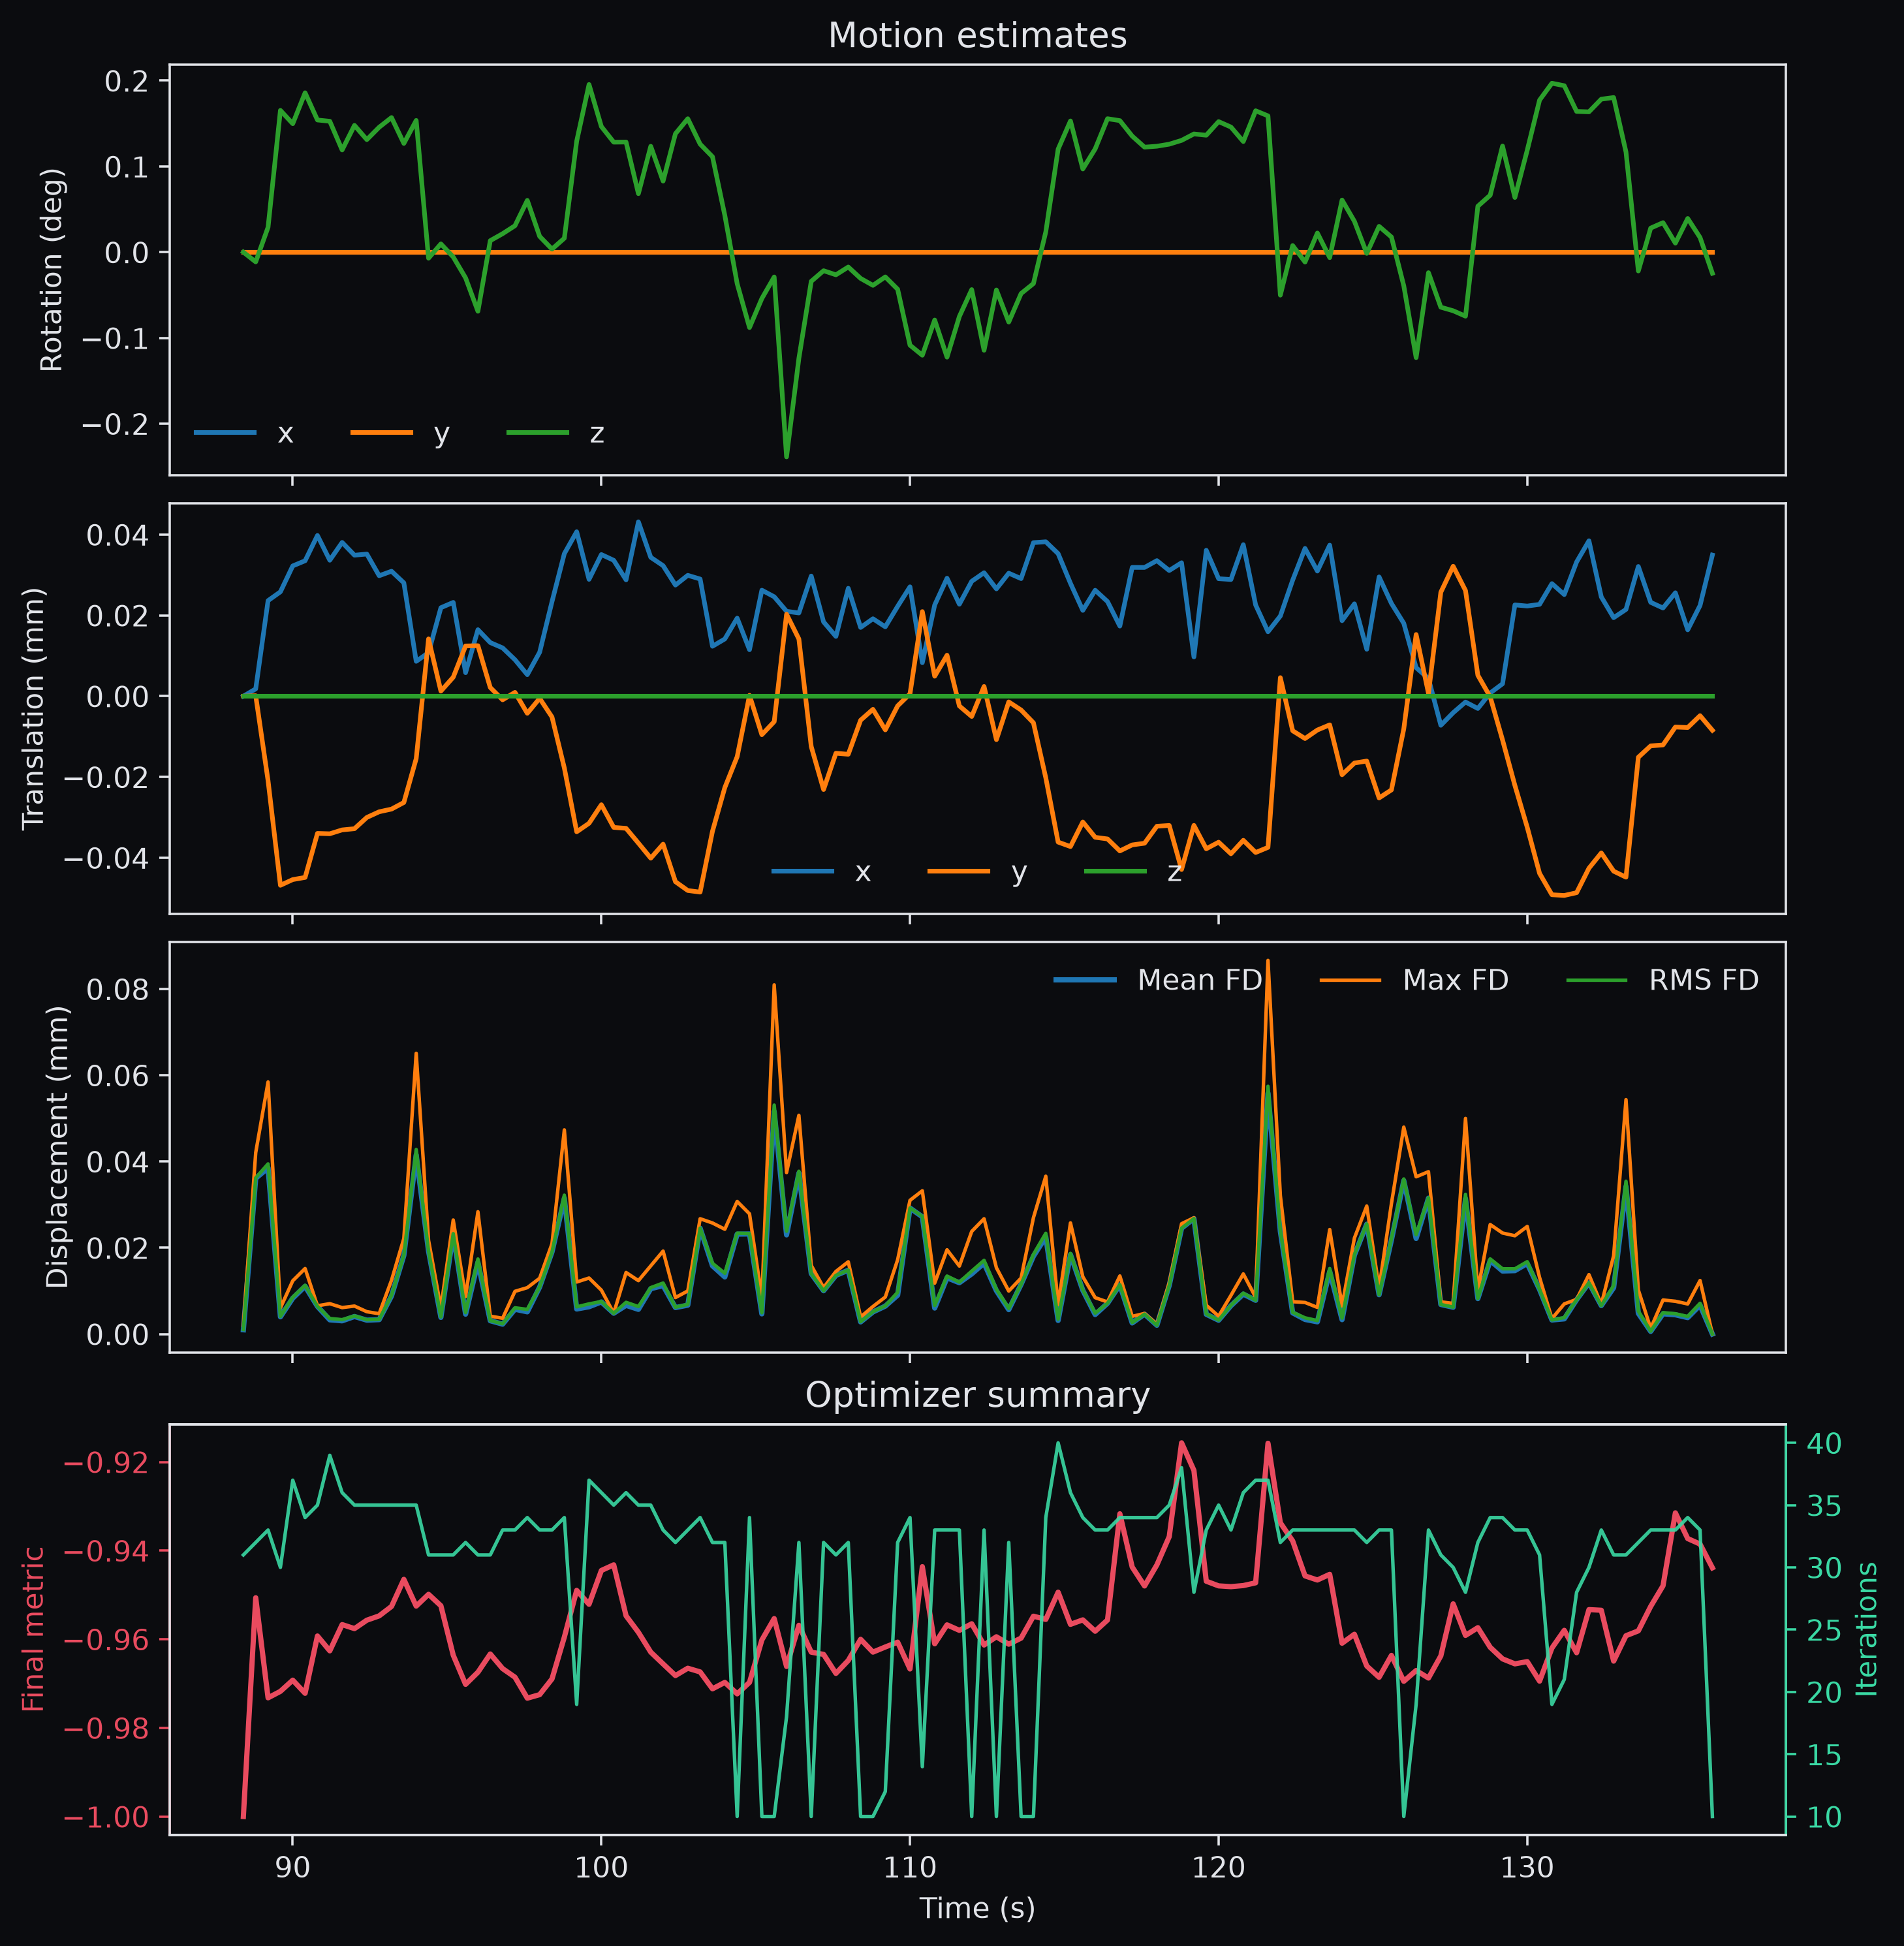 Motion estimates
0.2
0.1
0.0
−0.1
−0.2
Rotation (deg)
x y z
0.04
0.02
0.00
−0.02
−0.04
Translation (mm)
x y z
0.08
0.06
0.04
0.02
0.00
Displacement (mm)
Mean FD Max FD RMS FD
Optimizer summary
−0.92
−0.94
−0.96
−0.98
−1.00
Final metric
40
35
30
25
20
15
10
Iterations
90 100 110 120 130
Time (s)